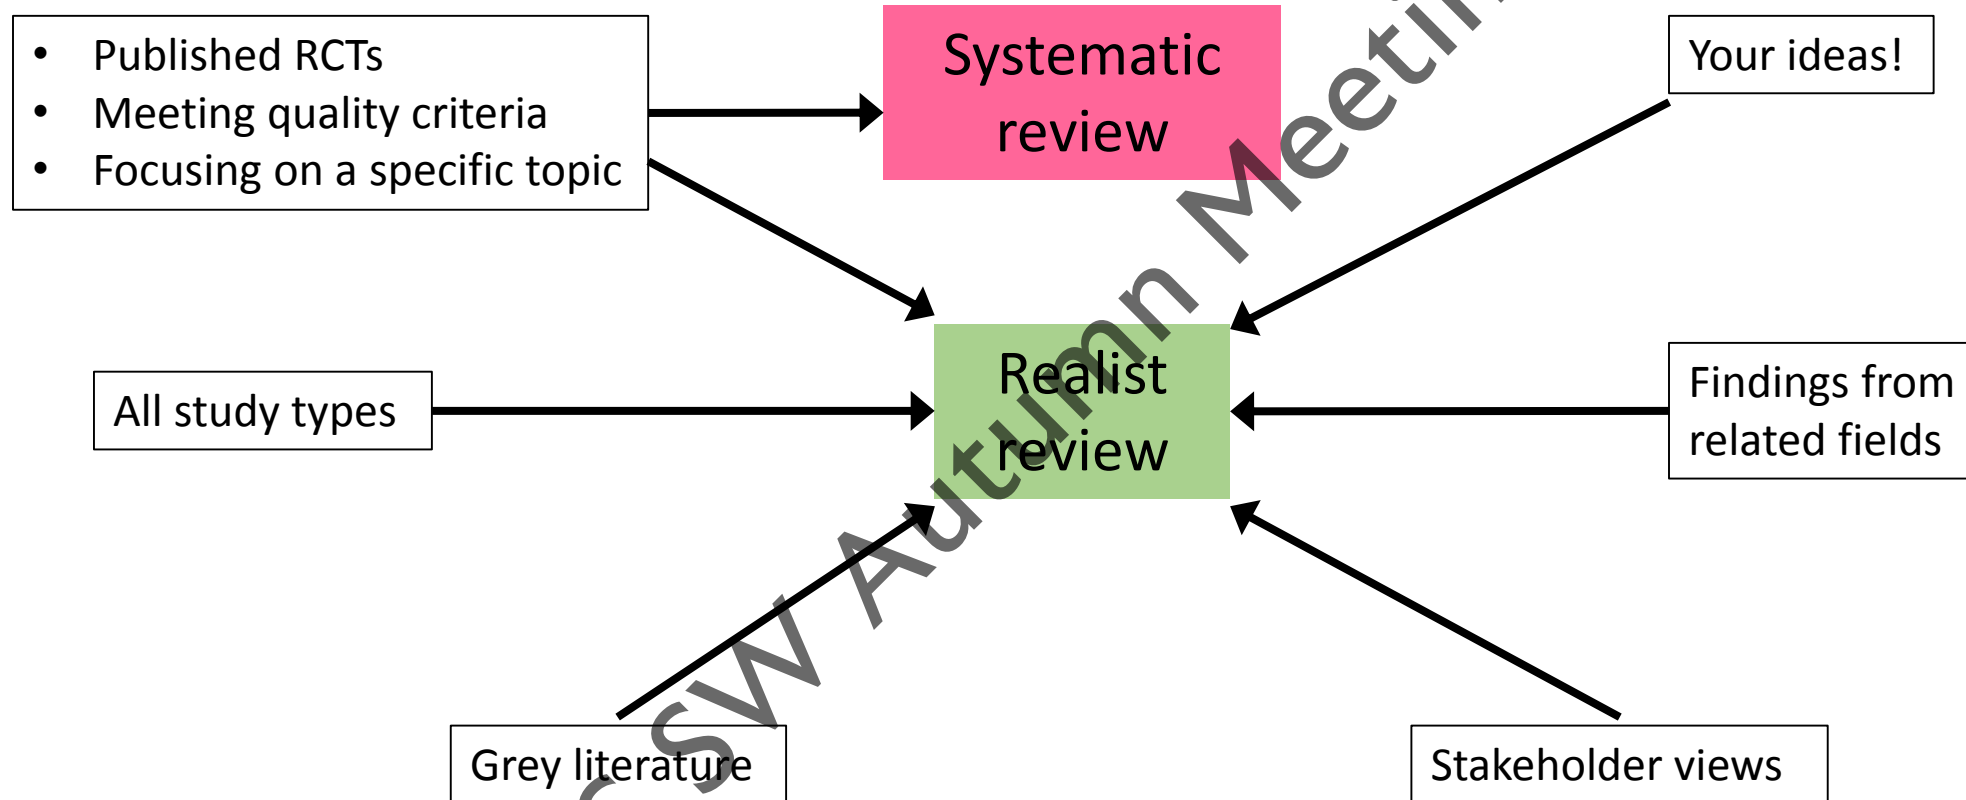 • Published RCTs
• Meeting quality criteria
• Focusing on a specific topic
Systematic
review
Your ideas!
All study types
Realist
review
Findings from
related fields
Grey literature
Stakeholder views
SW Autumn